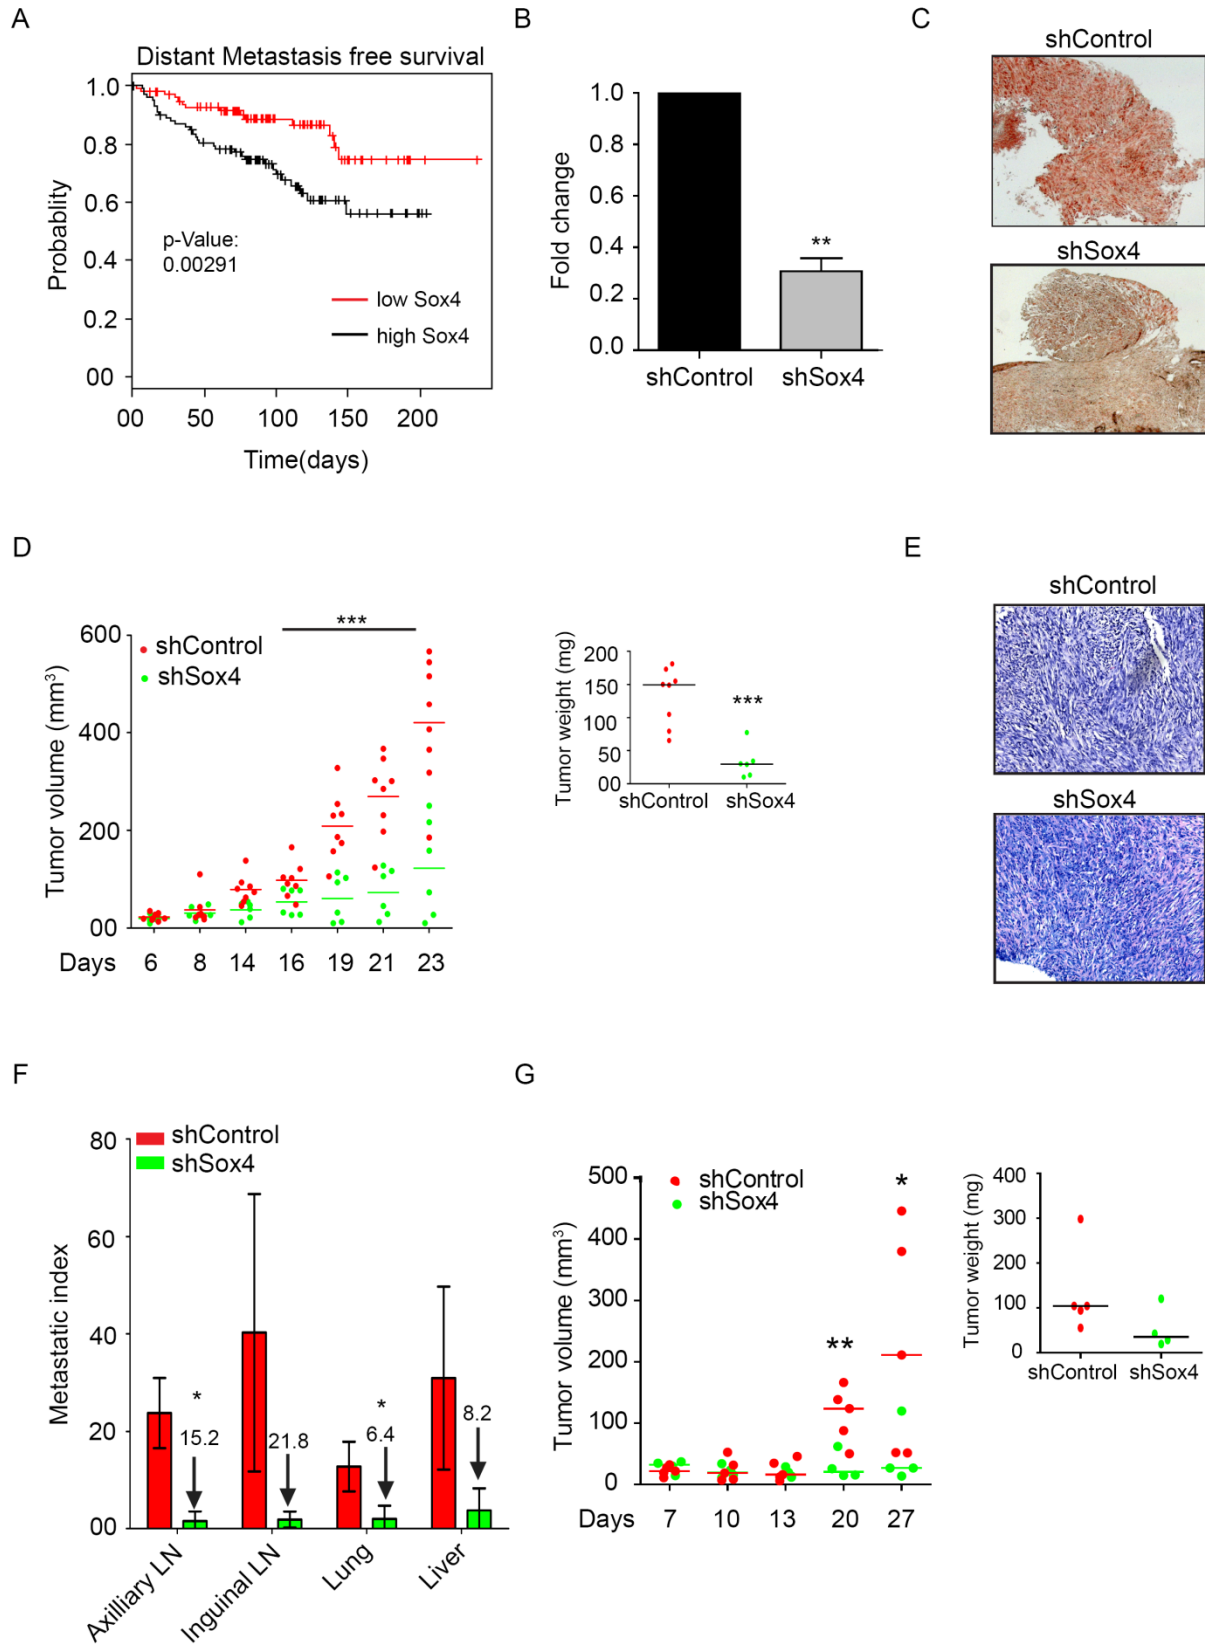 A
Distant Metastasis free survival
1.0
0.8
0.6
0.4
0.2
00
Probablity
p-Value:
0.00291
low Sox4
high Sox4
00 50 100 150 200
Time(days)
B
1.0
0.8
0.6
0.4
0.2
0.0
Fold change
**
shControl shSox4
C
shControl
shSox4
D
600
400
200
00
Tumor volume (mm³)
shControl
shSox4
***
Days 6 8 14 16 19 21 23
200
150
100
50
00
Tumor weight (mg)
***
shControl shSox4
E
shControl
shSox4
F
80
60
40
20
00
Metastatic index
shControl
shSox4
*
15.2
21.8
*
6.4
8.2
Axilliary LN
Inguinal LN
Lung
Liver
G
500
400
300
200
100
0
Tumor volume (mm³)
shControl
shSox4
**
*
Days 7 10 13 20 27
400
300
200
100
0
Tumor weight (mg)
shControl shSox4